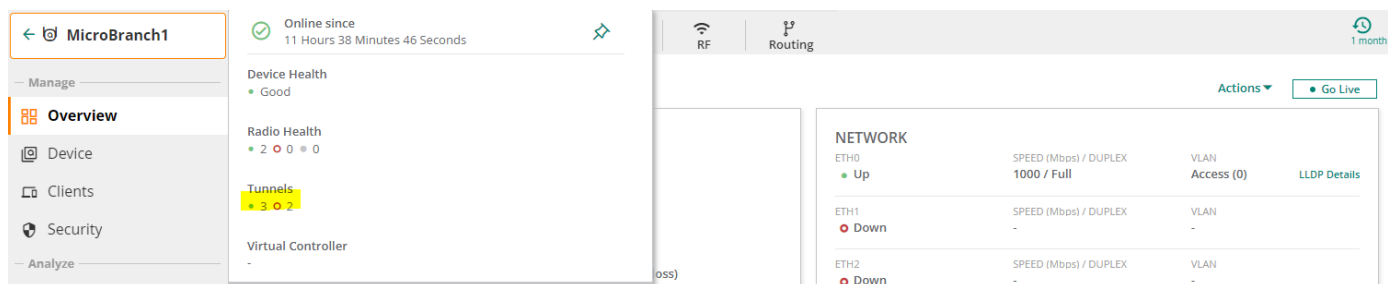 MicroBranch1
Manage
Overview
Device
Clients
Security
Analyze
Online since
11 Hours 38 Minutes 46 Seconds
Device Health
Good
Radio Health
2 0 0
Tunnels
3 2
Virtual Controller
-
RF
Routing
1 month
Actions
Go Live
oss)
NETWORK
ETH0 SPEED (Mbps) / DUPLEX VLAN
Up 1000 / Full Access (0) LLDP Details
ETH1 SPEED (Mbps) / DUPLEX VLAN
Down - -
ETH2 SPEED (Mbps) / DUPLEX VLAN
Down - -